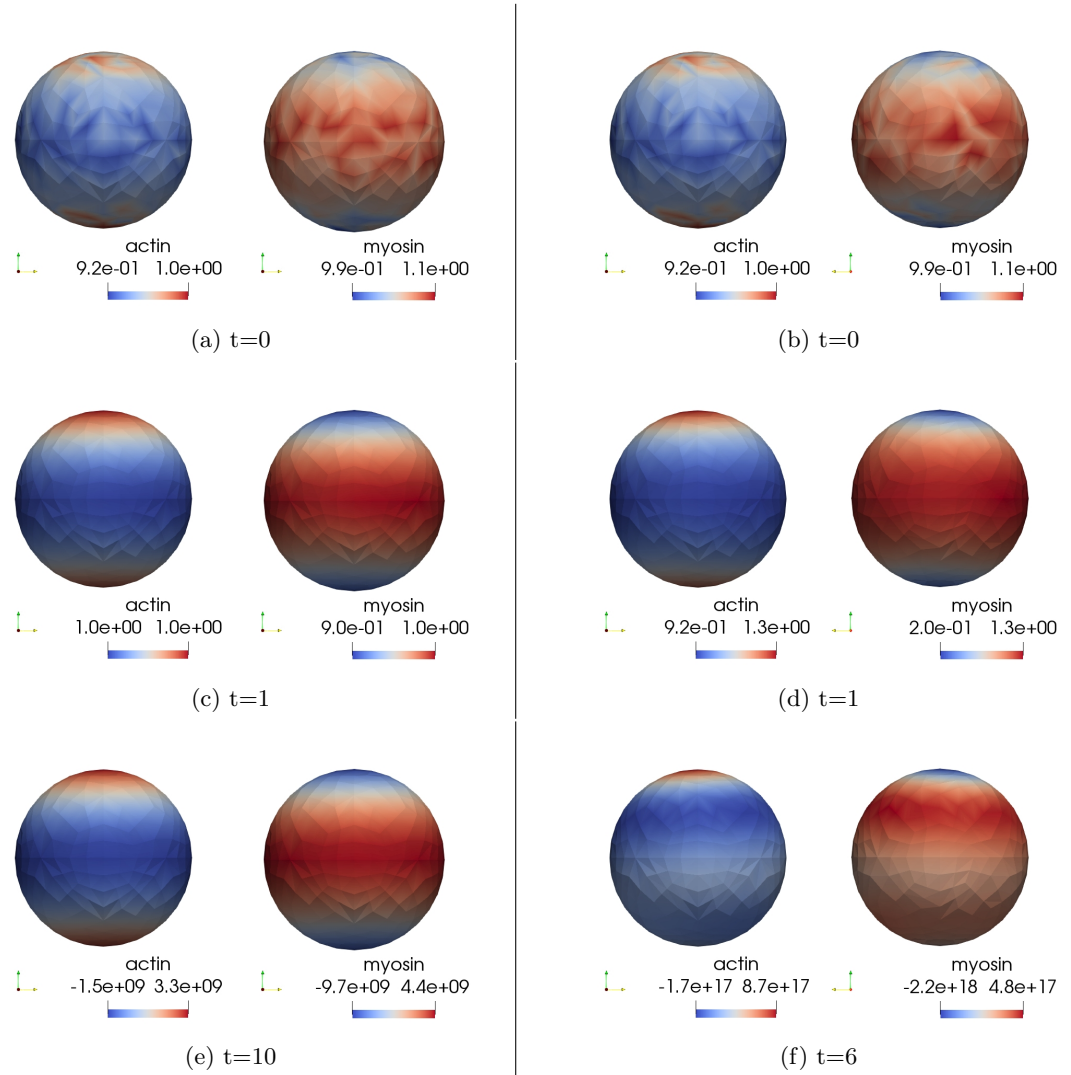 actin myosin
9.2e-01 1.0e+00 9.9e-01 1.1e+00
(a) t=0
actin myosin
9.2e-01 1.0e+00 9.9e-01 1.1e+00
(b) t=0
actin myosin
1.0e+00 1.0e+00 9.0e-01 1.0e+00
(c) t=1
actin myosin
9.2e-01 1.3e+00 2.0e-01 1.3e+00
(d) t=1
actin myosin
-1.5e+09 3.3e+09 -9.7e+09 4.4e+09
(e) t=10
actin myosin
-1.7e+17 8.7e+17 -2.2e+18 4.8e+17
(f) t=6